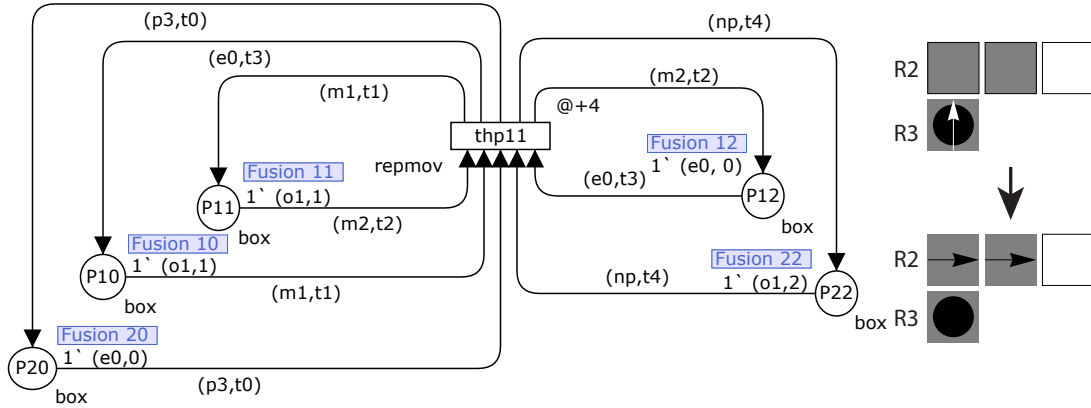 (p3,t0)
(np,t4)
(e0,t3)
(m2,t2)
(m1,t1)
@+4
R2
R3
thp11
repmov
Fusion 12
1` (e0, 0)
Fusion 11
1` (o1,1)
(e0,t3)
P11
P12
(m2,t2)
box
box
Fusion 10
1` (o1,1)
Fusion 22
1` (o1,2)
R2
P10
(m1,t1)
(np,t4)
P22
box
box
R3
Fusion 20
1` (e0,0)
P20
(p3,t0)
box